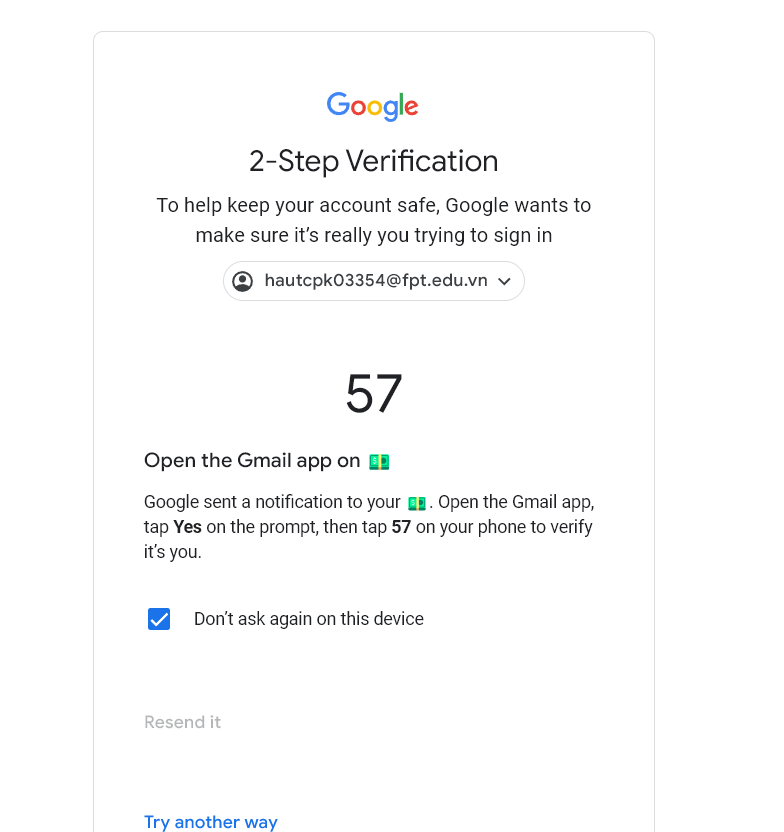 Google
2-Step Verification
To help keep your account safe, Google wants to
make sure it’s really you trying to sign in
hautcpk03354@fpt.edu.vn
57
Open the Gmail app on 💵
Google sent a notification to your 💵. Open the Gmail app,
tap Yes on the prompt, then tap 57 on your phone to verify
it’s you.
Don’t ask again on this device
Resend it
Try another way